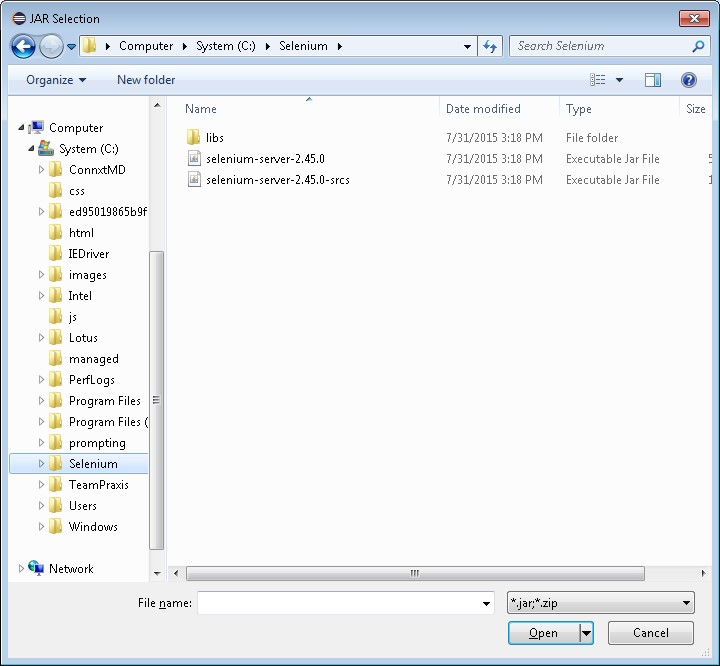 JAR Selection
Computer System (C:) Selenium
Search Selenium
Organize New folder
Name Date modified Type Size
libs 7/31/2015 3:18 PM File folder
selenium-server-2.45.0 7/31/2015 3:18 PM Executable Jar File 5
selenium-server-2.45.0-srcs 7/31/2015 3:18 PM Executable Jar File 1
Computer
System (C:)
ConnxtMD
css
ed95019865b9f
html
IEDriver
images
Intel
js
Lotus
managed
PerfLogs
Program Files
Program Files (
prompting
Selenium
TeamPraxis
Users
Windows
Network
File name: *.jar;*.zip
Open Cancel